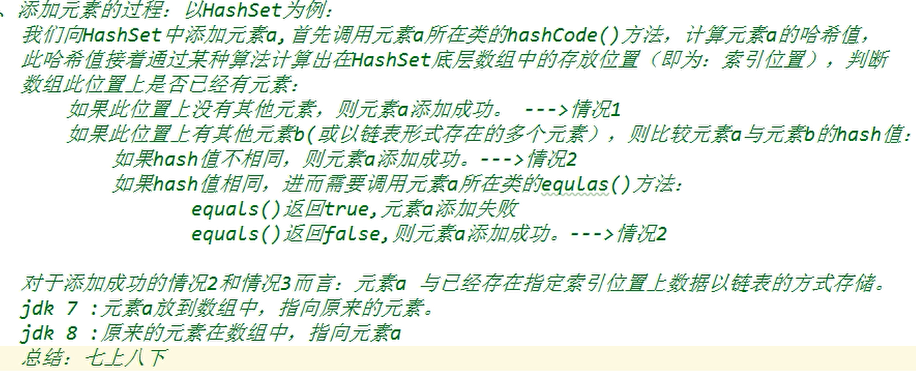 、添加元素的过程：以HashSet为例：
我们向HashSet中添加元素a,首先调用元素a所在类的hashCode()方法，计算元素a的哈希值，
此哈希值接着通过某种算法计算出在HashSet底层数组中的存放位置（即为：索引位置），判断
数组此位置上是否已经有元素：
如果此位置上没有其他元素，则元素a添加成功。 --->情况1
如果此位置上有其他元素b(或以链表形式存在的多个元素），则比较元素a与元素b的hash值：
如果hash值不相同，则元素a添加成功。--->情况2
如果hash值相同，进而需要调用元素a所在类的equlas()方法：
equals()返回true,元素a添加失败
equals()返回false,则元素a添加成功。--->情况2
对于添加成功的情况2和情况3而言：元素a 与已经存在指定索引位置上数据以链表的方式存储。
jdk 7 :元素a放到数组中，指向原来的元素。
jdk 8 :原来的元素在数组中，指向元素a
总结：七上八下